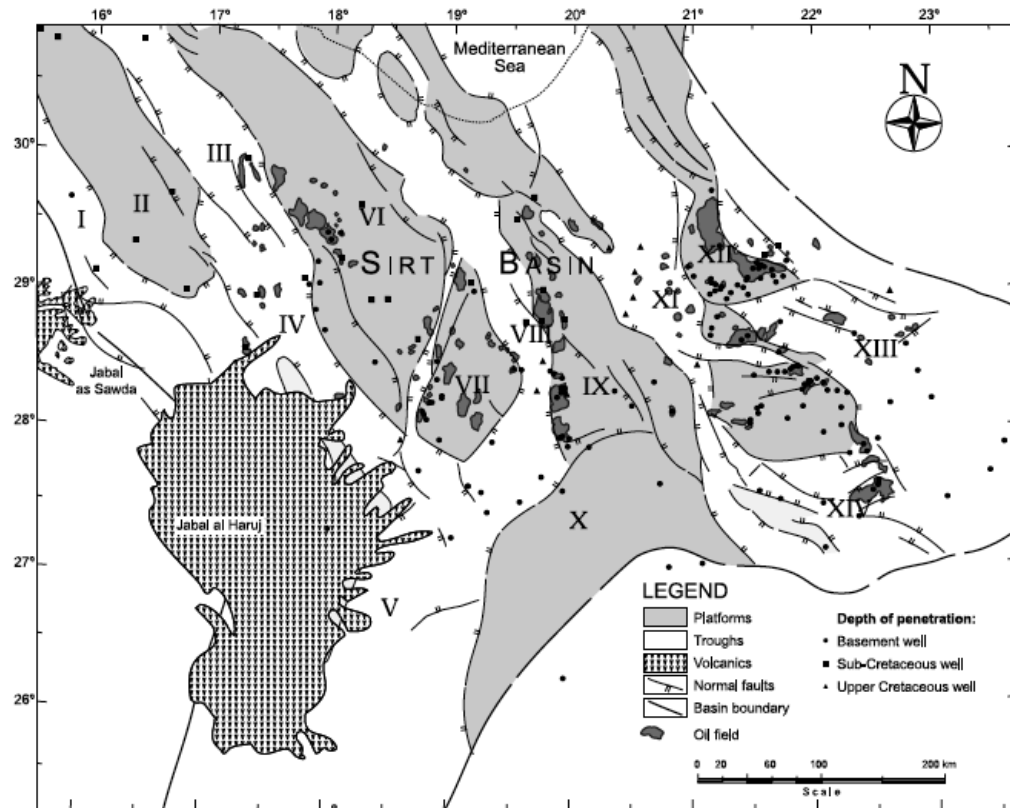 16° 17° 18° 19° 20° 21° 22° 23°
Mediterranean
Sea
N
30°
III
I
II
VI
29°
SIRT BASIN
XII
XI
IV
VIII
XIII
Jabal
as Sawda
VII
IX
28°
XIV
Jabal al Haruj
X
27°
V
26°
LEGEND
Platforms
Troughs
Volcanics
Normal faults
Basin boundary
Oil field
Depth of penetration:
Basement well
Sub-Cretaceous well
Upper Cretaceous well
0 20 40 60 80 100 200 km
Scale